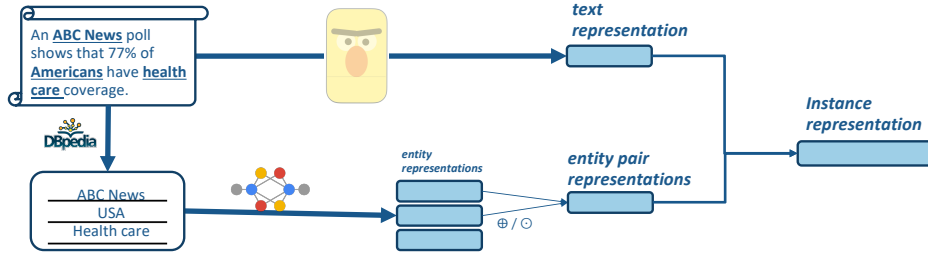 An ABC News poll
shows that 77% of
Americans have health
care coverage.
text
representation
Instance
representation
DBpedia
ABC News
USA
Health care
entity
representations
⊕ / ⊙
entity pair
representations